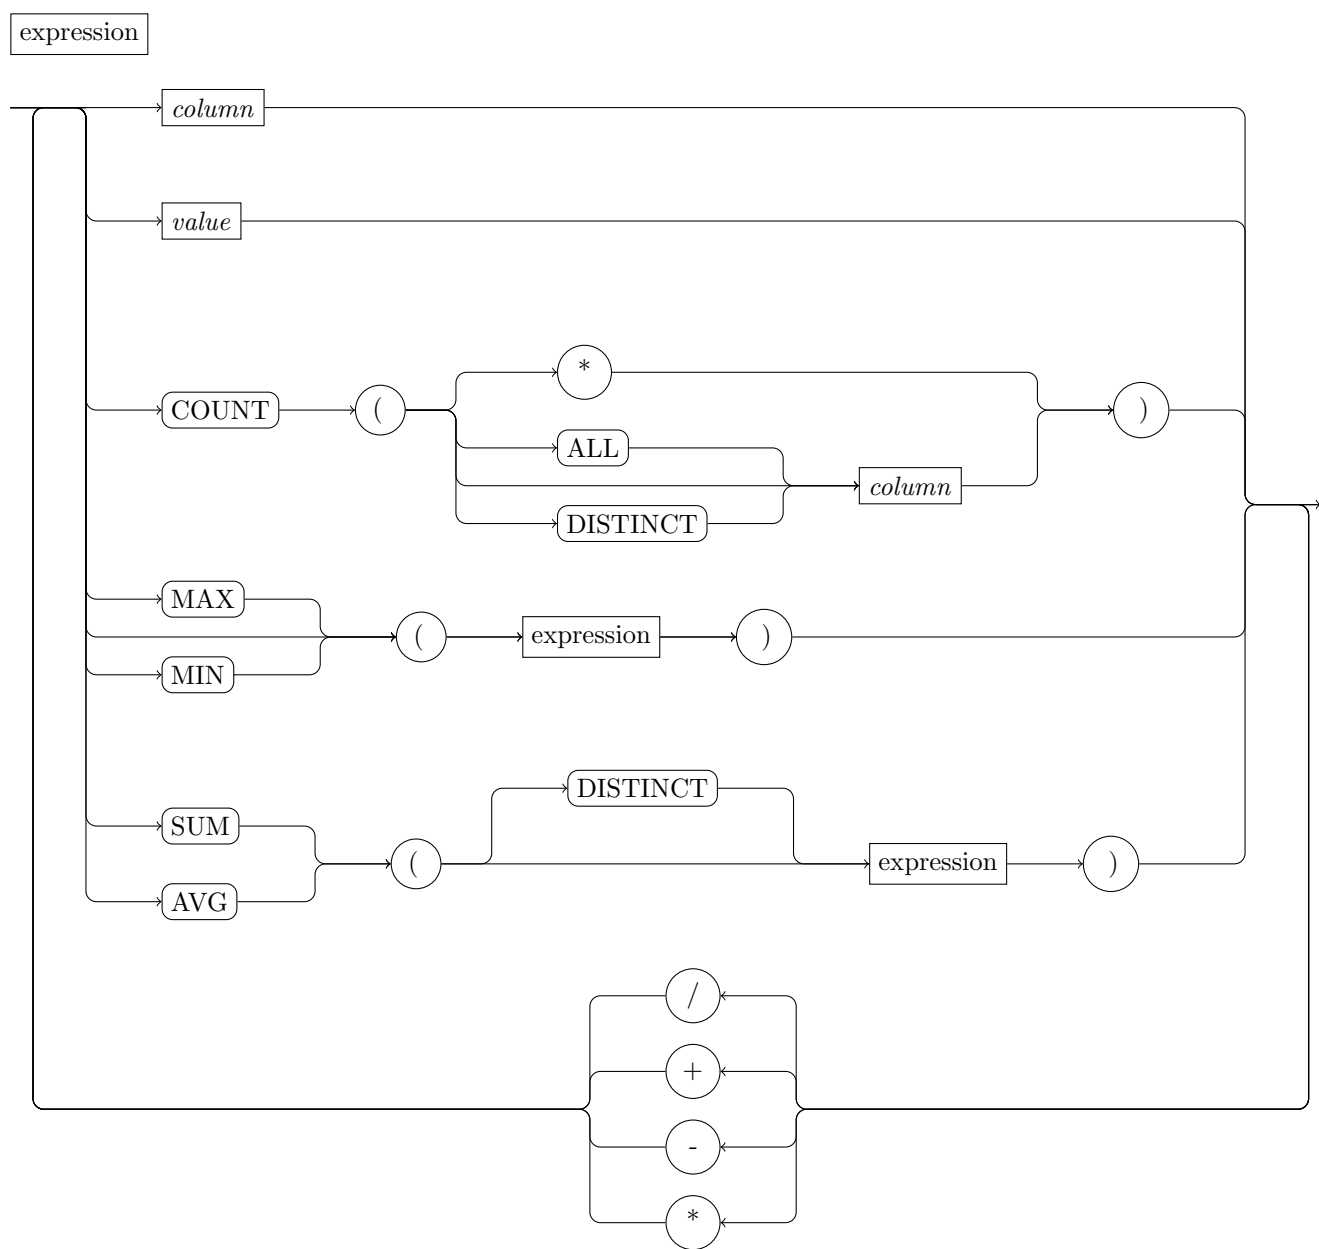 expression
column
value
*
COUNT ( )
ALL
column
DISTINCT
MAX
( expression )
MIN
DISTINCT
SUM
( expression )
AVG
/
+
-
*